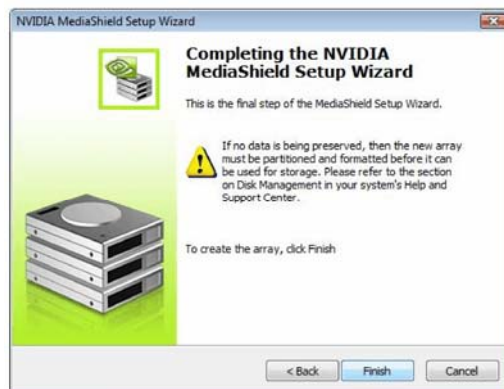 NVIDIA MediaShield Setup Wizard
Completing the NVIDIA
MediaShield Setup Wizard
This is the final step of the MediaShield Setup Wizard.
If no data is being preserved, then the new array
must be partitioned and formatted before it can
be used for storage. Please refer to the section
on Disk Management in your system's Help and
Support Center.
To create the array, click Finish
< Back
Finish
Cancel